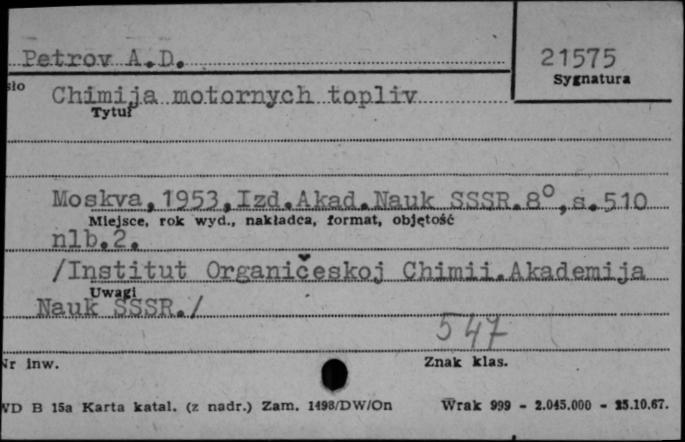 Petrov A.D.
21575
Sygnatura
sło
Chimija motornych topliv
Tytuł
Moskva, 1953, Izd. Akad. Nauk SSSR. 8°, s. 510
Miejsce, rok wyd., nakładca, format, objętość
nlb. 2.
/Institut Organičeskoj Chimii. Akademija
Uwagi
Nauk SSSR./
547
Nr inw.
Znak klas.
WD B 15a Karta katal. (z nadr.) Zam. 1498/DW/On
Wrak 999 - 2.045.000 - 25.10.67.